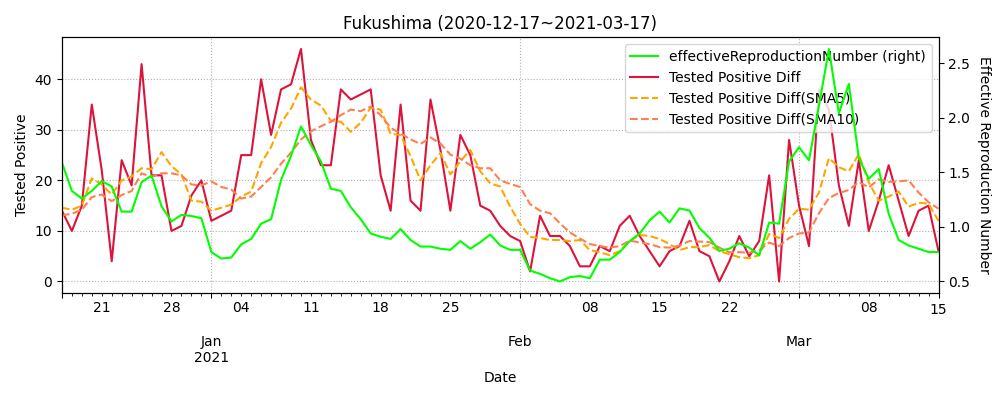 Fukushima (2020-12-17~2021-03-17)
effectiveReproductionNumber (right)
Tested Positive Diff
Tested Positive Diff(SMA5)
Tested Positive Diff(SMA10)
Tested Positive
40
30
20
10
0
Effective Reproduction Number
2.5
2.0
1.5
1.0
0.5
21 28 04 11 18 25 08 15 22 08 15
Jan Feb Mar
2021
Date